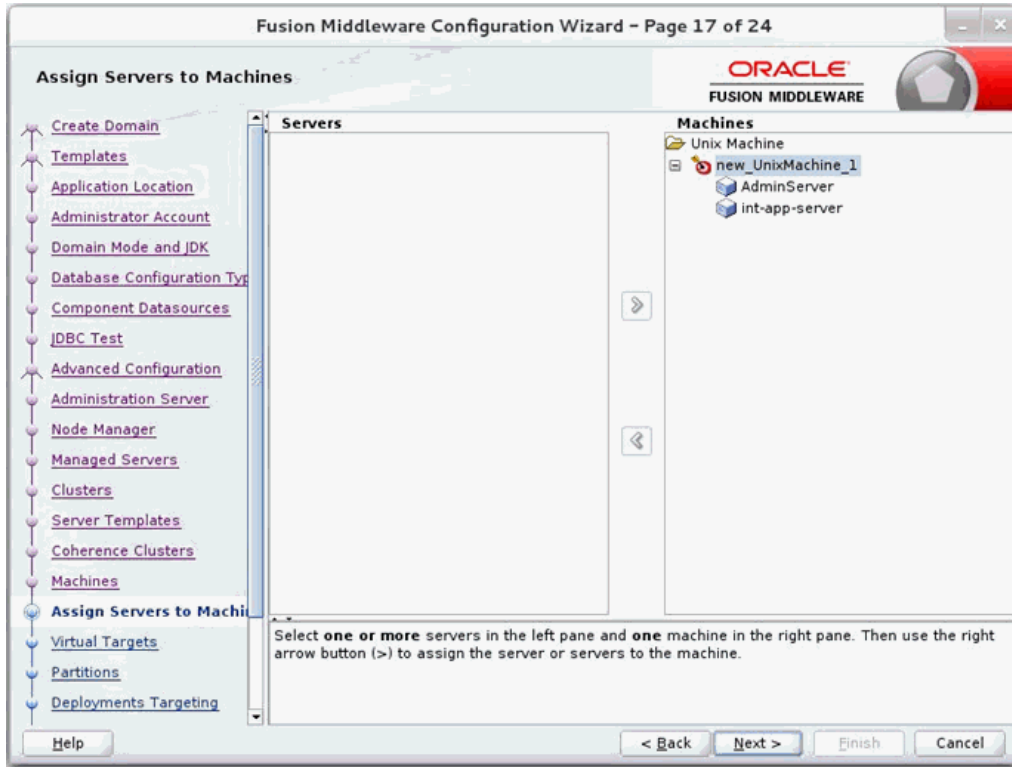 Fusion Middleware Configuration Wizard – Page 17 of 24
Assign Servers to Machines
ORACLE
FUSION MIDDLEWARE
Create Domain
Templates
Application Location
Administrator Account
Domain Mode and JDK
Database Configuration Typ
Component Datasources
JDBC Test
Advanced Configuration
Administration Server
Node Manager
Managed Servers
Clusters
Server Templates
Coherence Clusters
Machines
Assign Servers to Machi
Virtual Targets
Partitions
Deployments Targeting
Servers
Machines
Unix Machine
new_UnixMachine_1
AdminServer
int-app-server
Select one or more servers in the left pane and one machine in the right pane. Then use the right
arrow button (>) to assign the server or servers to the machine.
Help
< Back
Next >
Finish
Cancel